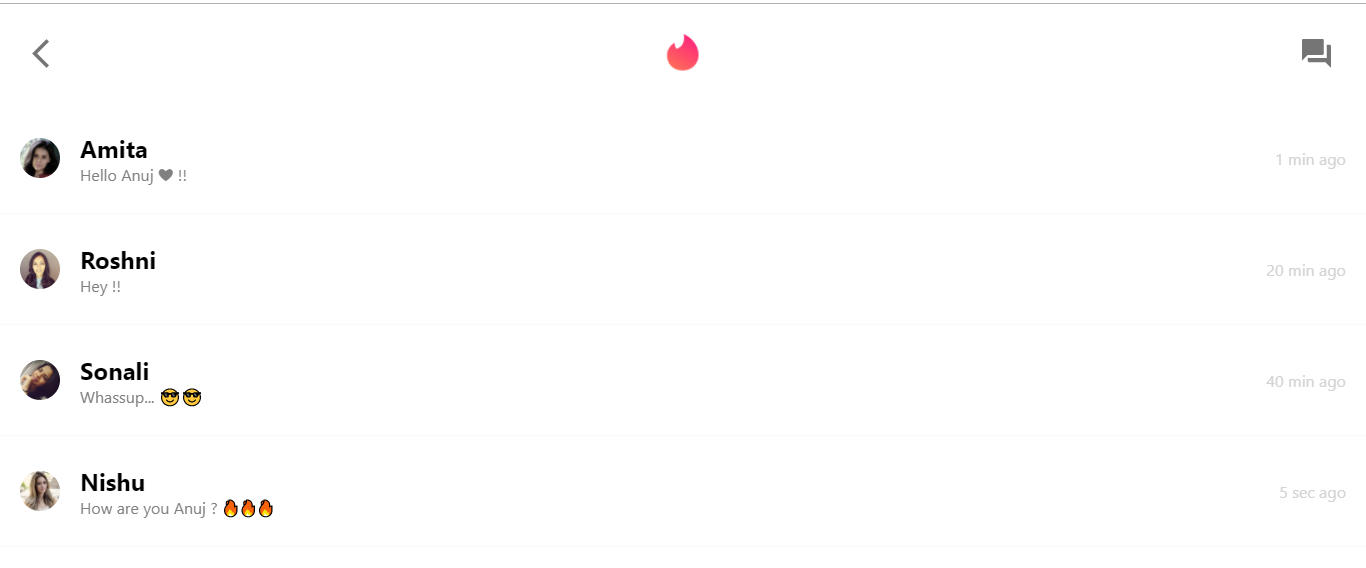 Amita
1 min ago
Hello Anuj ♥ !!
Roshni
20 min ago
Hey !!
Sonali
40 min ago
Whassup... 😎😎
Nishu
5 sec ago
How are you Anuj ? 🔥🔥🔥